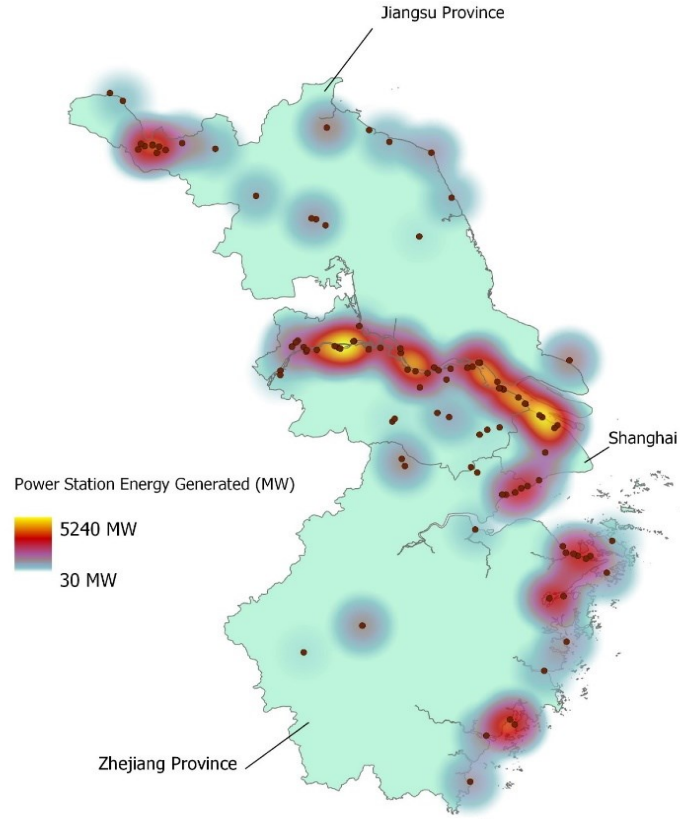 Jiangsu Province
Shanghai
Power Station Energy Generated (MW)
5240 MW
30 MW
Zhejiang Province